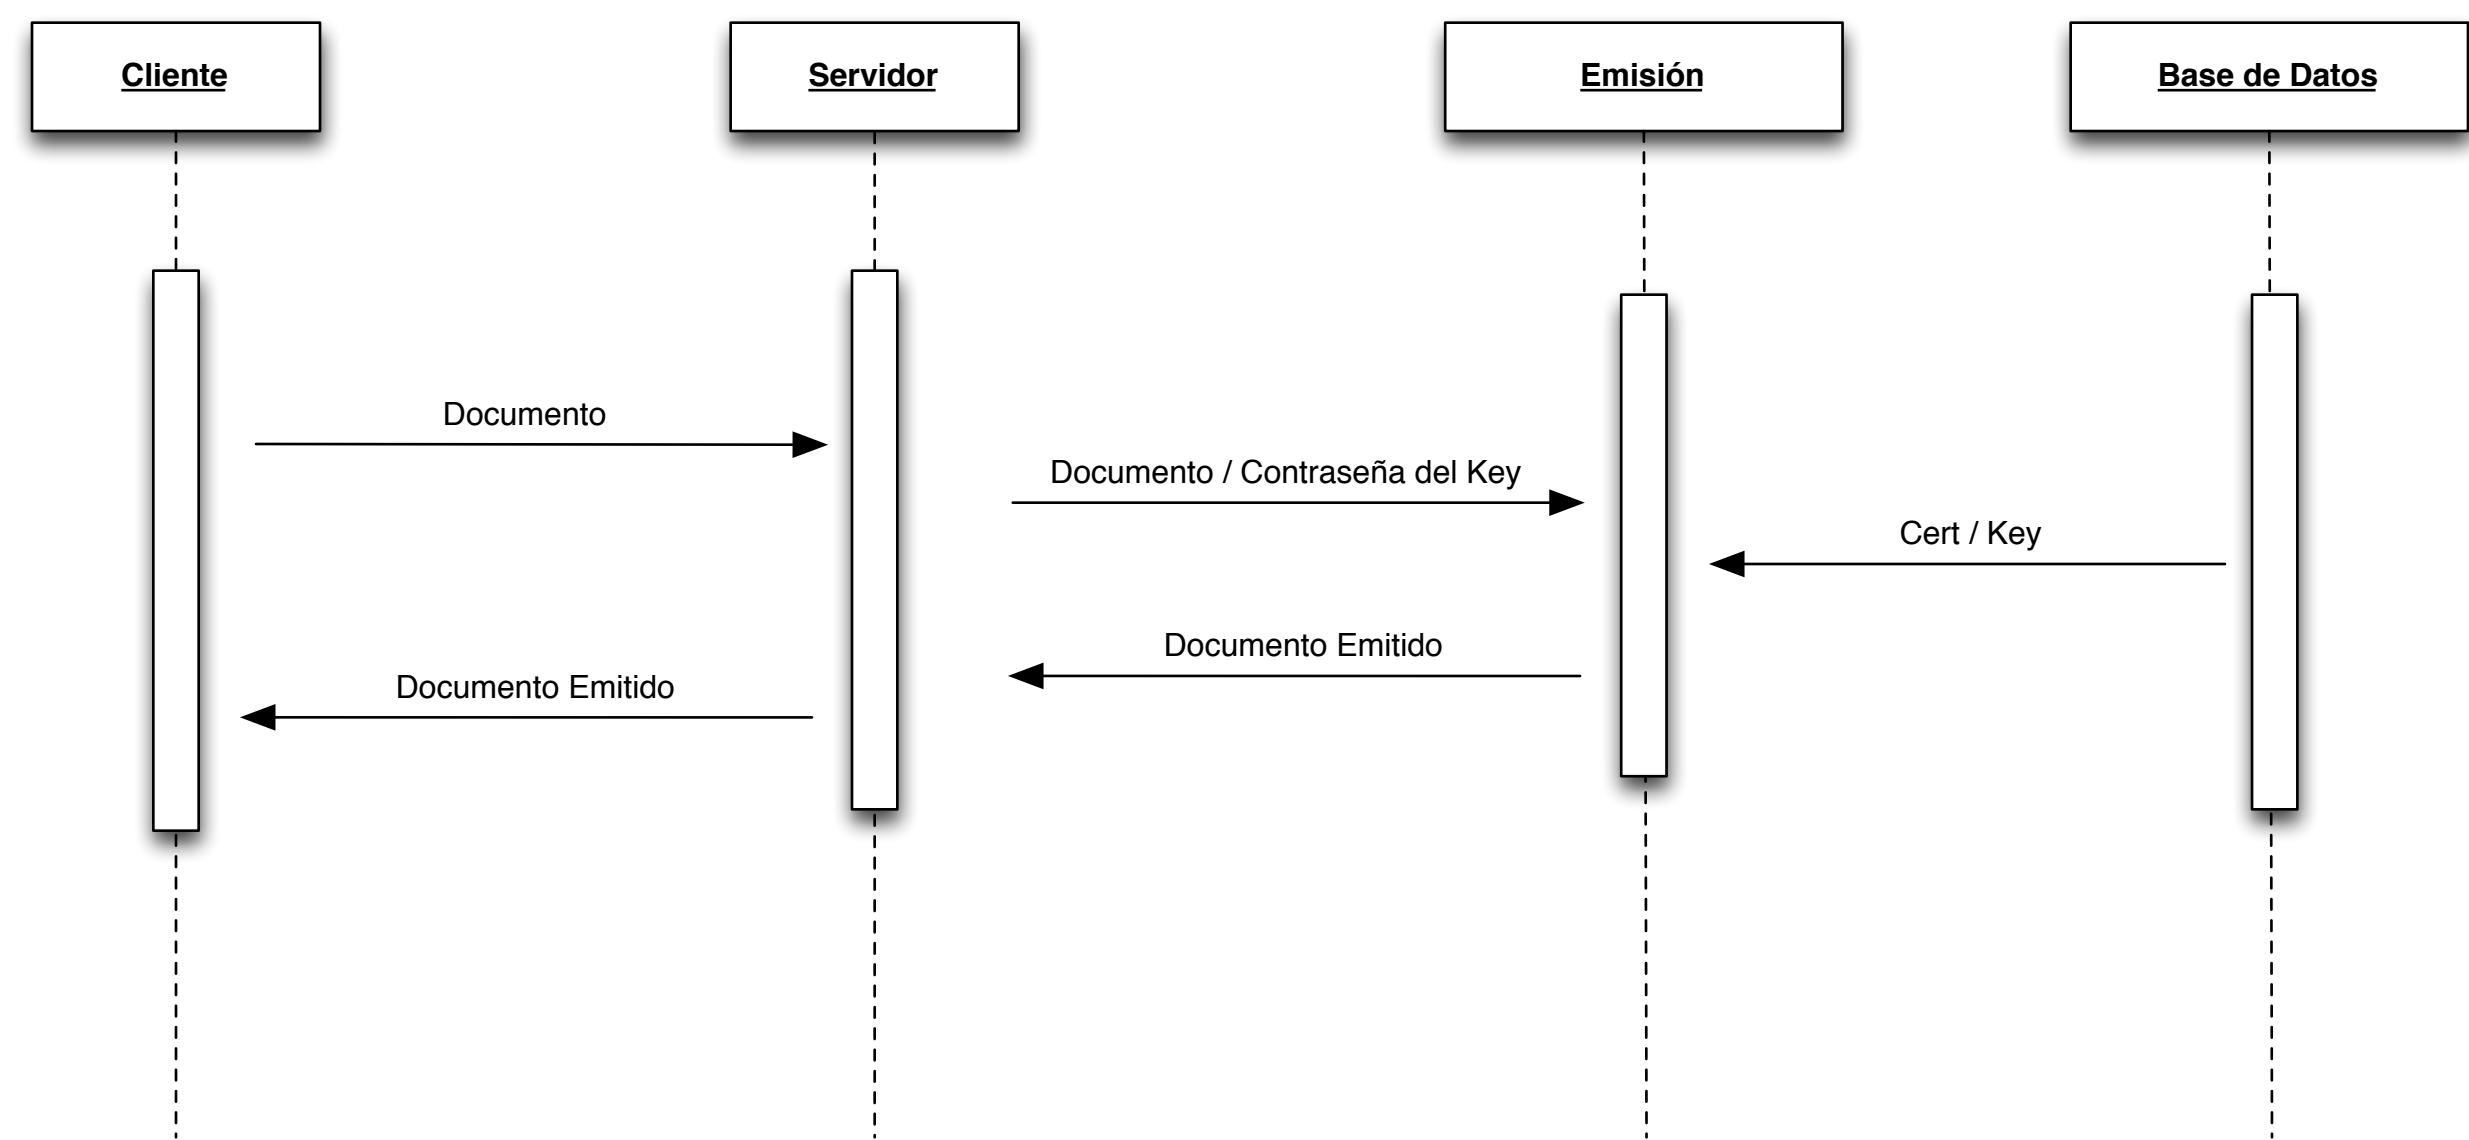 Cliente
Servidor
Emisión
Base de Datos
Documento
Documento / Contraseña del Key
Cert / Key
Documento Emitido
Documento Emitido